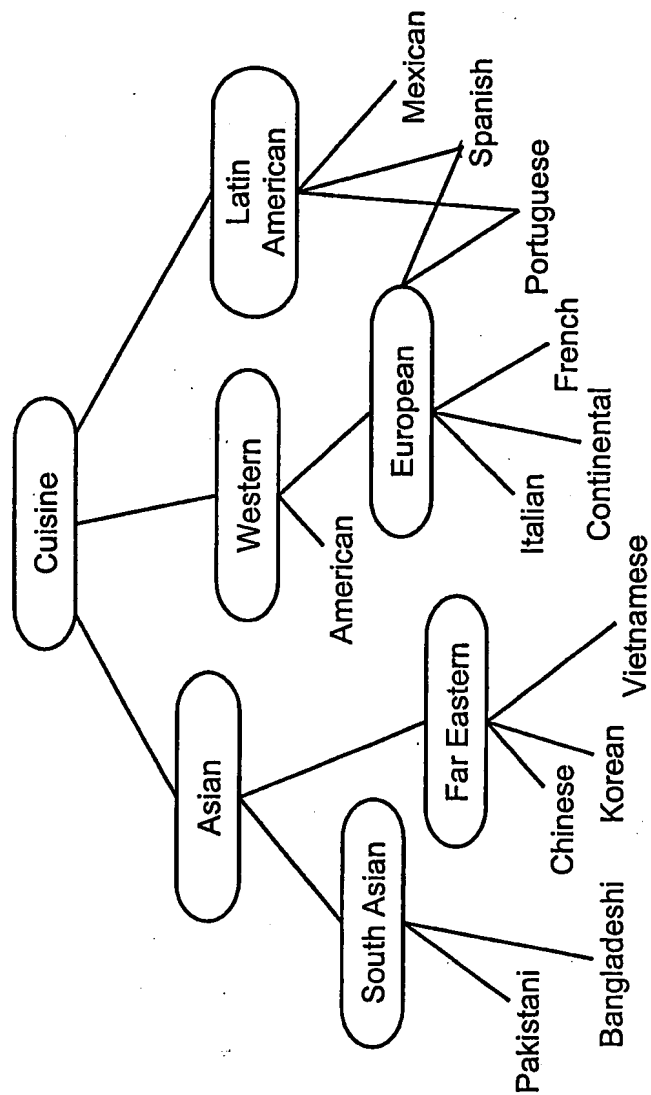 Cuisine
Asian
Western
Latin
American
South Asian
Far Eastern
American
European
Mexican
Spanish
Portuguese
Pakistani
Bangladeshi
Chinese
Korean
Vietnamese
Italian
Continental
French